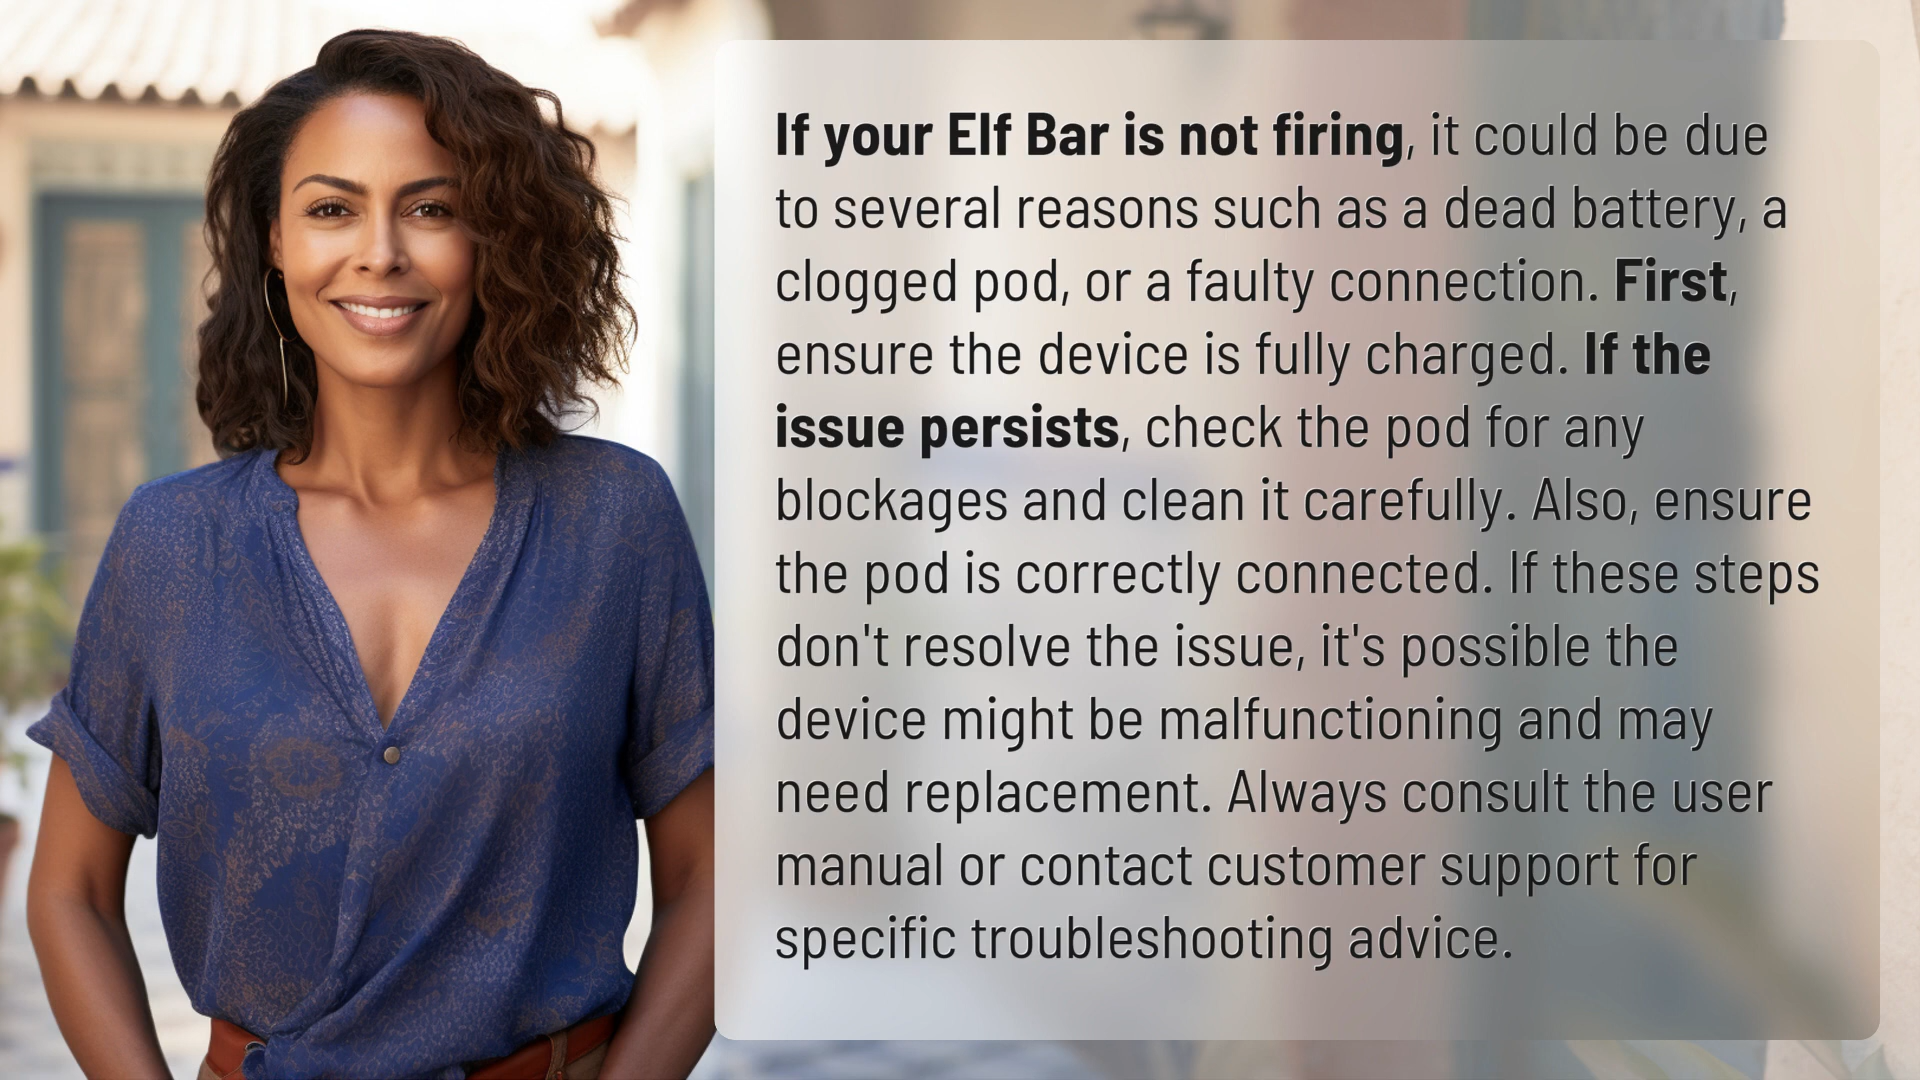 If your Elf Bar is not firing, it could be due
to several reasons such as a dead battery, a
clogged pod, or a faulty connection. First,
ensure the device is fully charged. If the
issue persists, check the pod for any
blockages and clean it carefully. Also, ensure
the pod is correctly connected. If these steps
don't resolve the issue, it's possible the
device might be malfunctioning and may
need replacement. Always consult the user
manual or contact customer support for
specific troubleshooting advice.